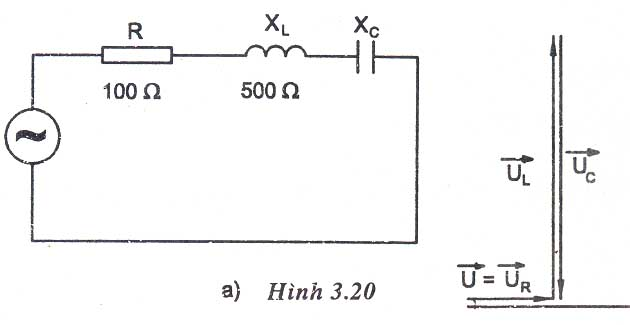 R X_L X_C
100 Ω 500 Ω
~
U_L U_C
U = U_R
a) Hình 3.20